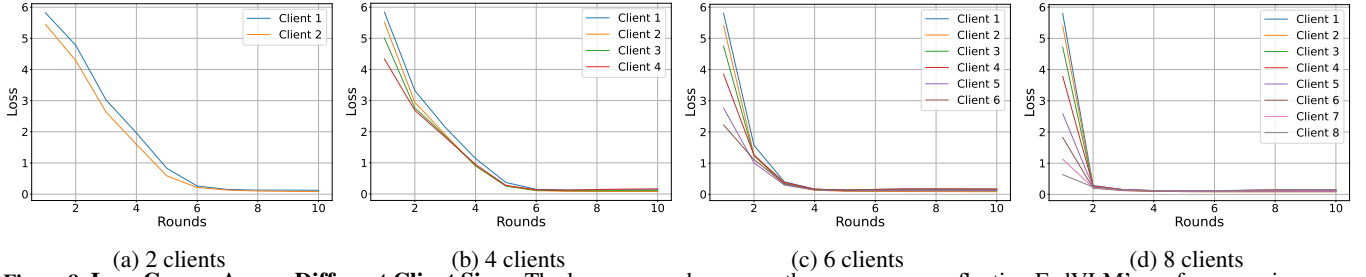 6
5
4
3
2
1
0
Loss
2 4 6 8 10
Rounds
Client 1
Client 2
(a) 2 clients
6
5
4
3
2
1
0
Loss
2 4 6 8 10
Rounds
Client 1
Client 2
Client 3
Client 4
(b) 4 clients
6
5
4
3
2
1
0
Loss
2 4 6 8 10
Rounds
Client 1
Client 2
Client 3
Client 4
Client 5
Client 6
(c) 6 clients
6
5
4
3
2
1
0
Loss
2 4 6 8 10
Rounds
Client 1
Client 2
Client 3
Client 4
Client 5
Client 6
Client 7
Client 8
(d) 8 clients